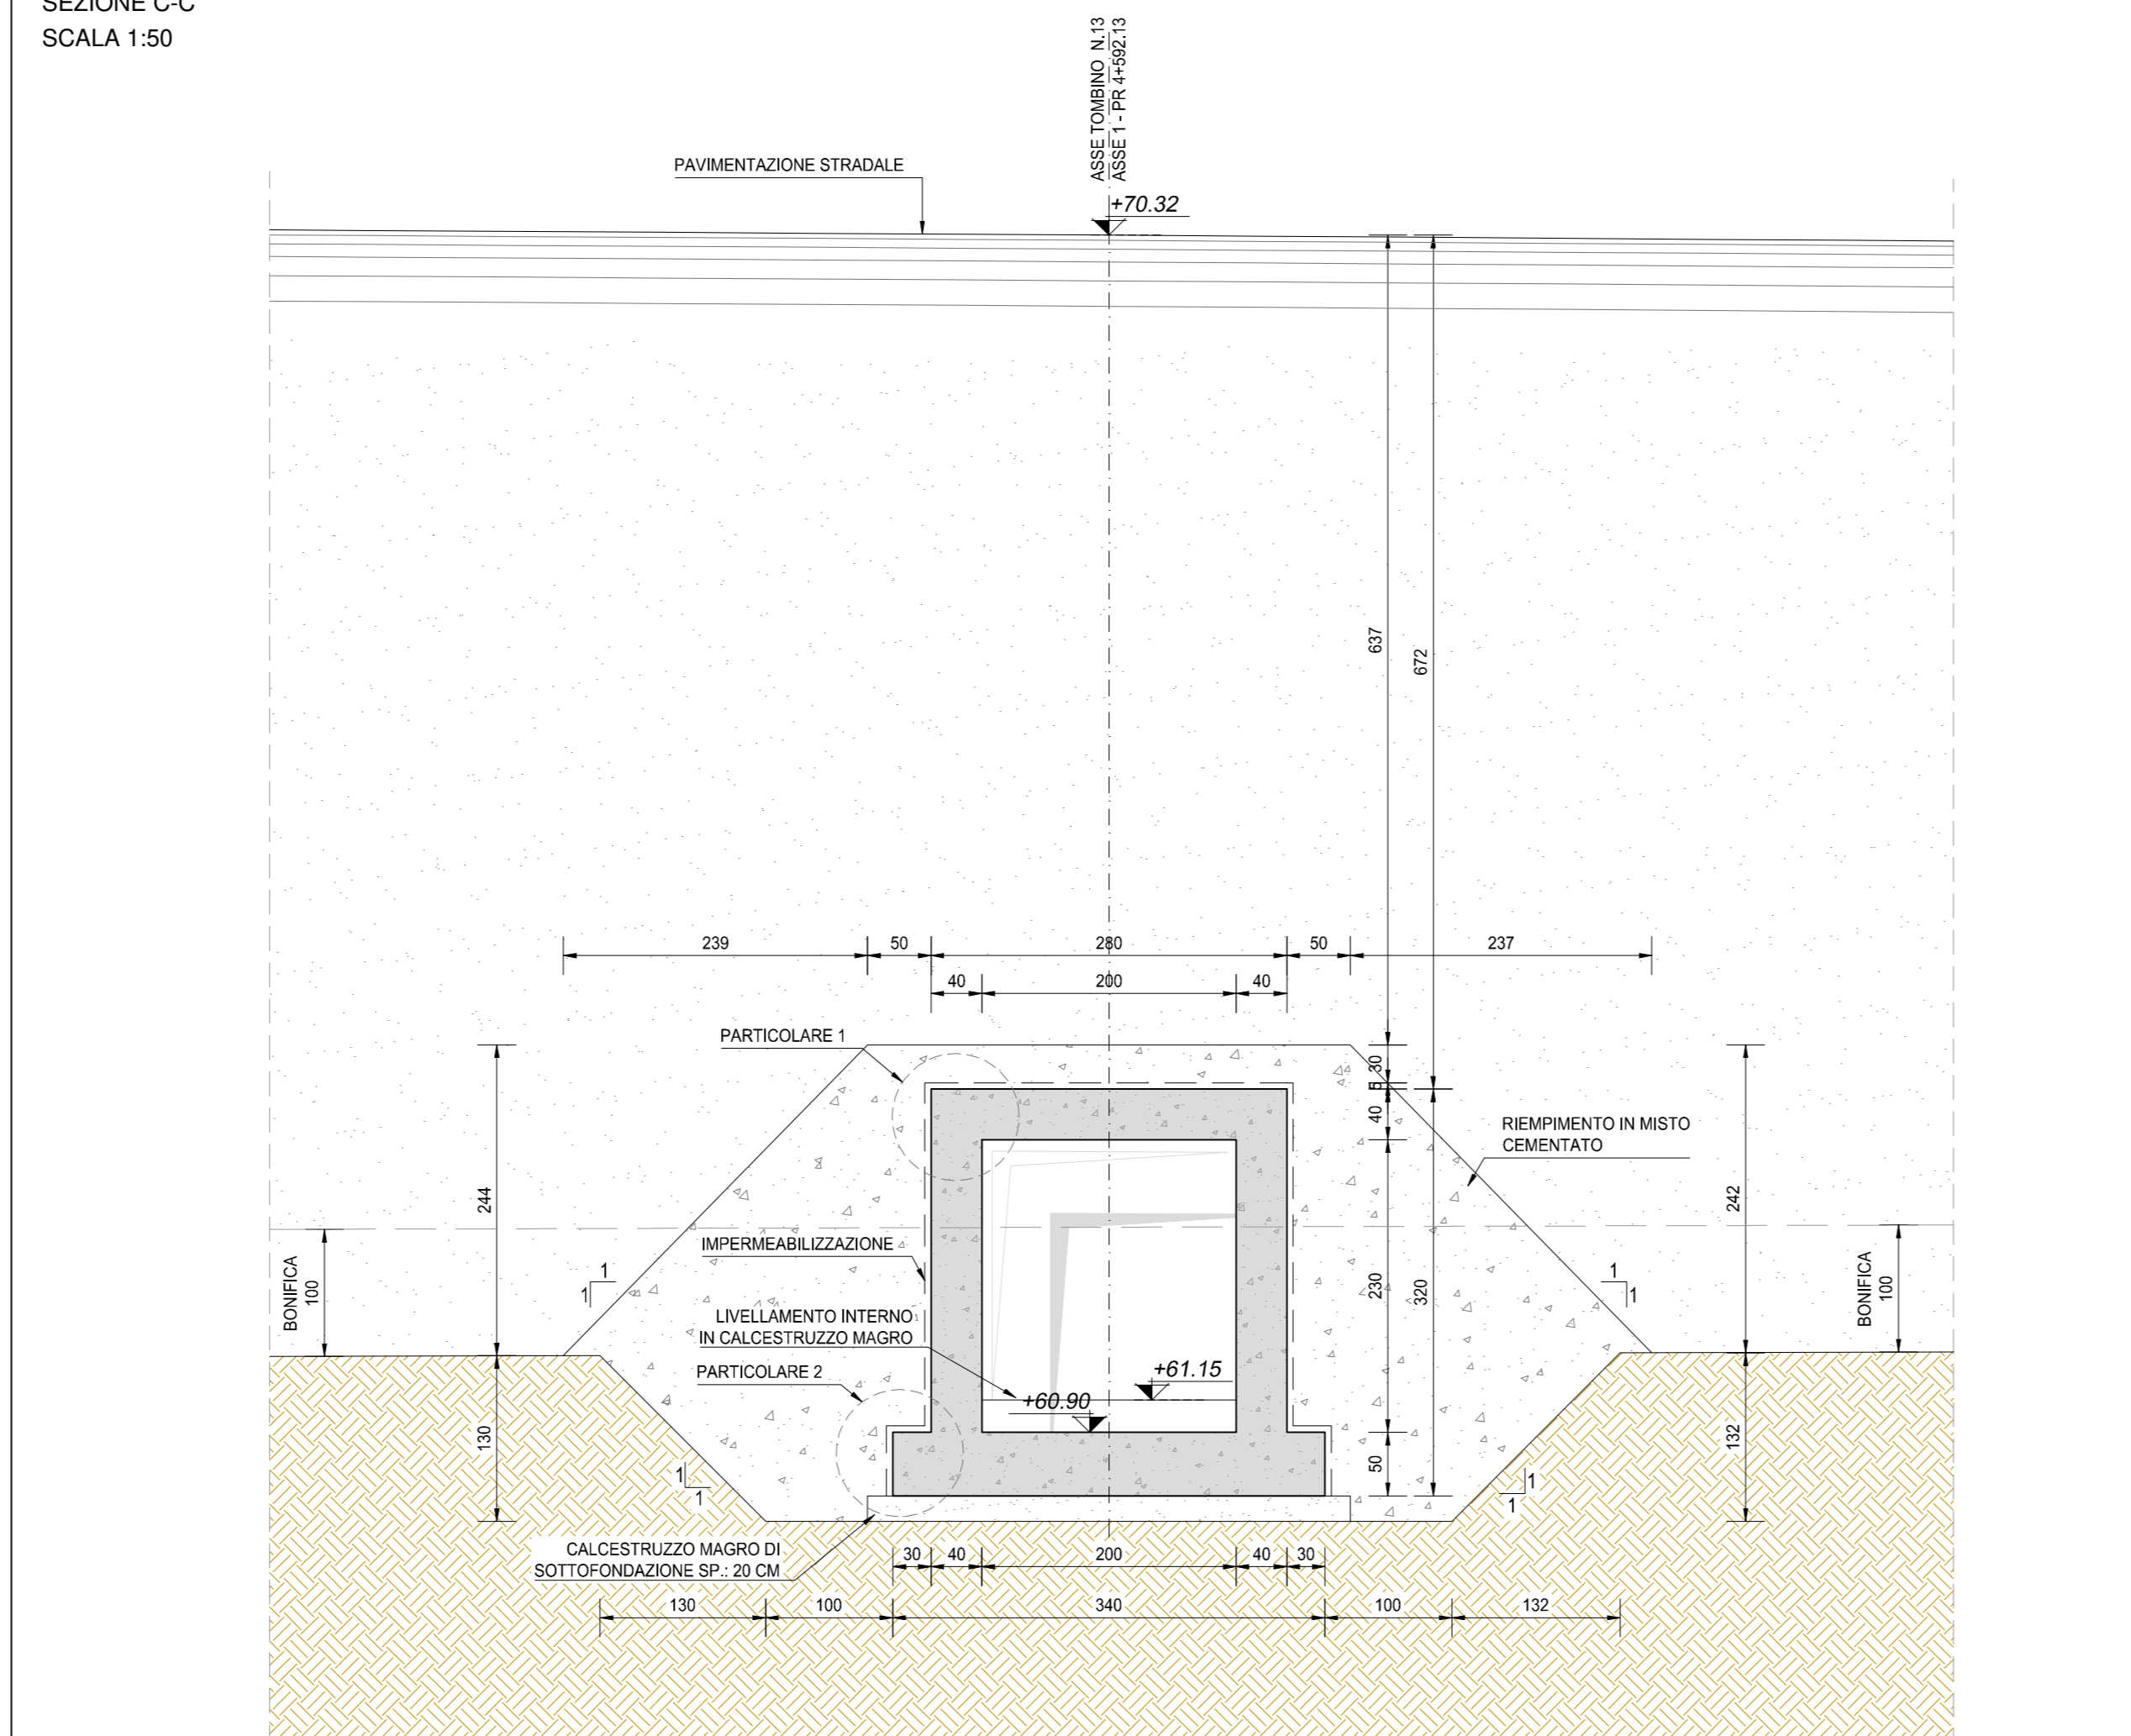 SEZIONE C-C
SCALA 1:50
ASSE TOMBINO N.13
ASSE 1 - PR 4+592.13
PAVIMENTAZIONE STRADALE
+70.32
637
672
239
50
280
50
237
40
200
40
PARTICOLARE 1
30
5
40
RIEMPIMENTO IN MISTO
CEMENTATO
244
242
IMPERMEABILIZZAZIONE
BONIFICA
100
1
1
230
320
1
1
BONIFICA
100
LIVELLAMENTO INTERNO
IN CALCESTRUZZO MAGRO
PARTICOLARE 2
+61.15
+60.90
130
132
50
1
1
1
1
CALCESTRUZZO MAGRO DI
SOTTOFONDAZIONE SP.: 20 CM
30
40
200
40
30
130
100
340
100
132